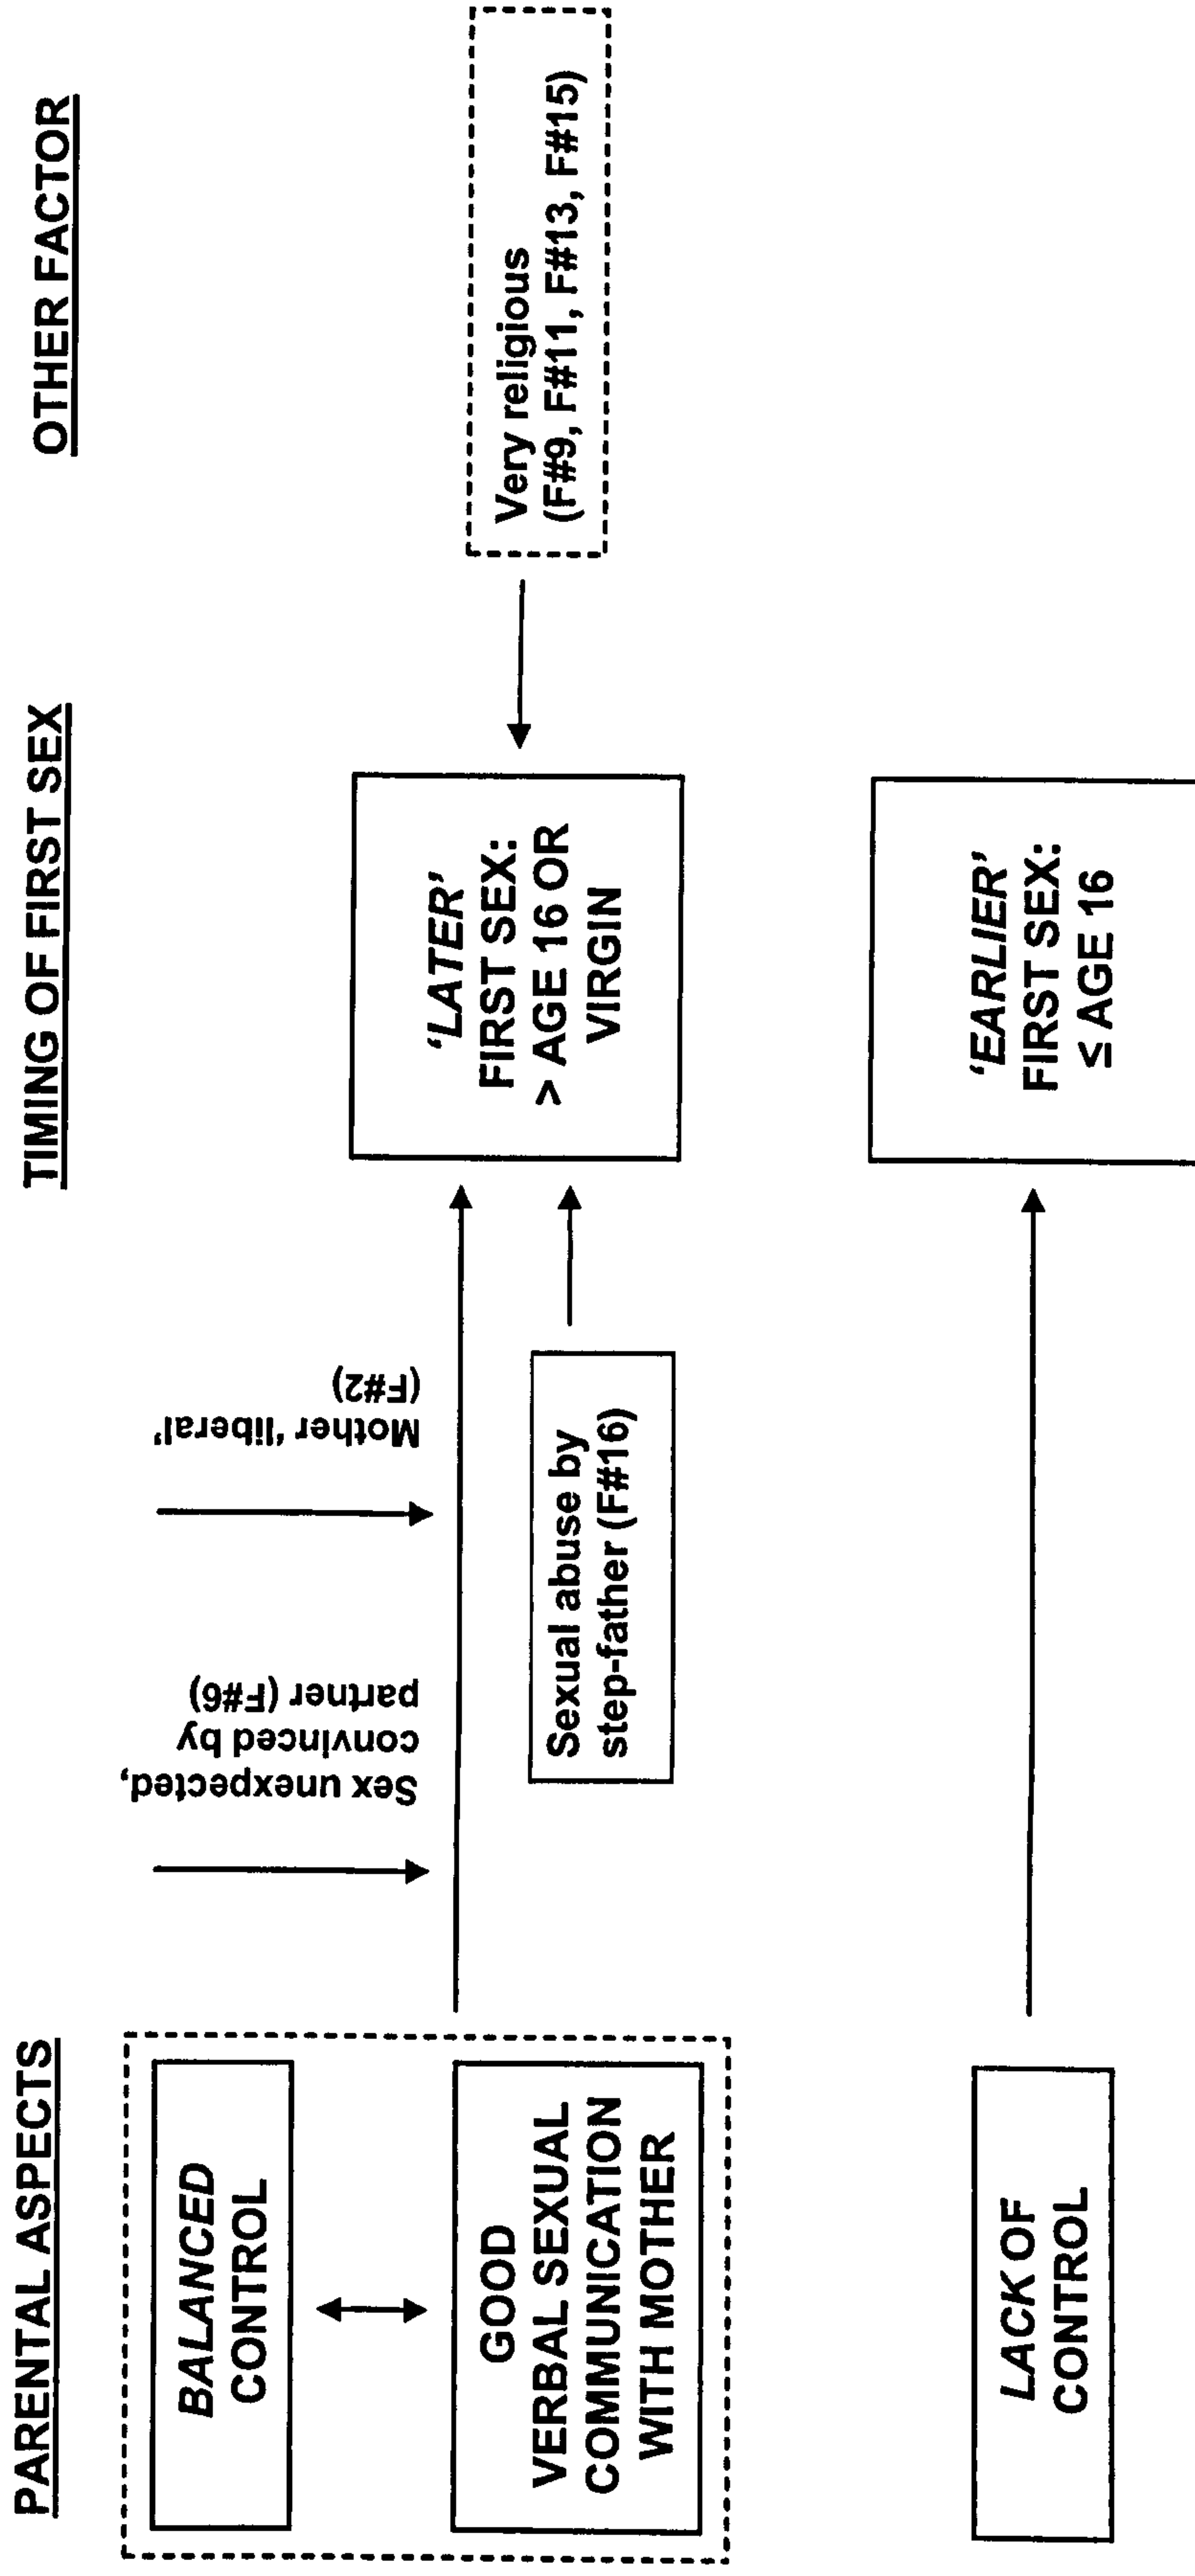 PARENTAL ASPECTS
TIMING OF FIRST SEX
OTHER FACTOR
BALANCED
CONTROL
GOOD
VERBAL SEXUAL
COMMUNICATION
WITH MOTHER
Sex unexpected,
convinced by
partner (F#6)
Mother 'liberal'
(F#2)
Sexual abuse by
step-father (F#16)
'LATER'
FIRST SEX:
> AGE 16 OR
VIRGIN
Very religious
(F#9, F#11, F#13, F#15)
LACK OF
CONTROL
'EARLIER'
FIRST SEX:
≤ AGE 16